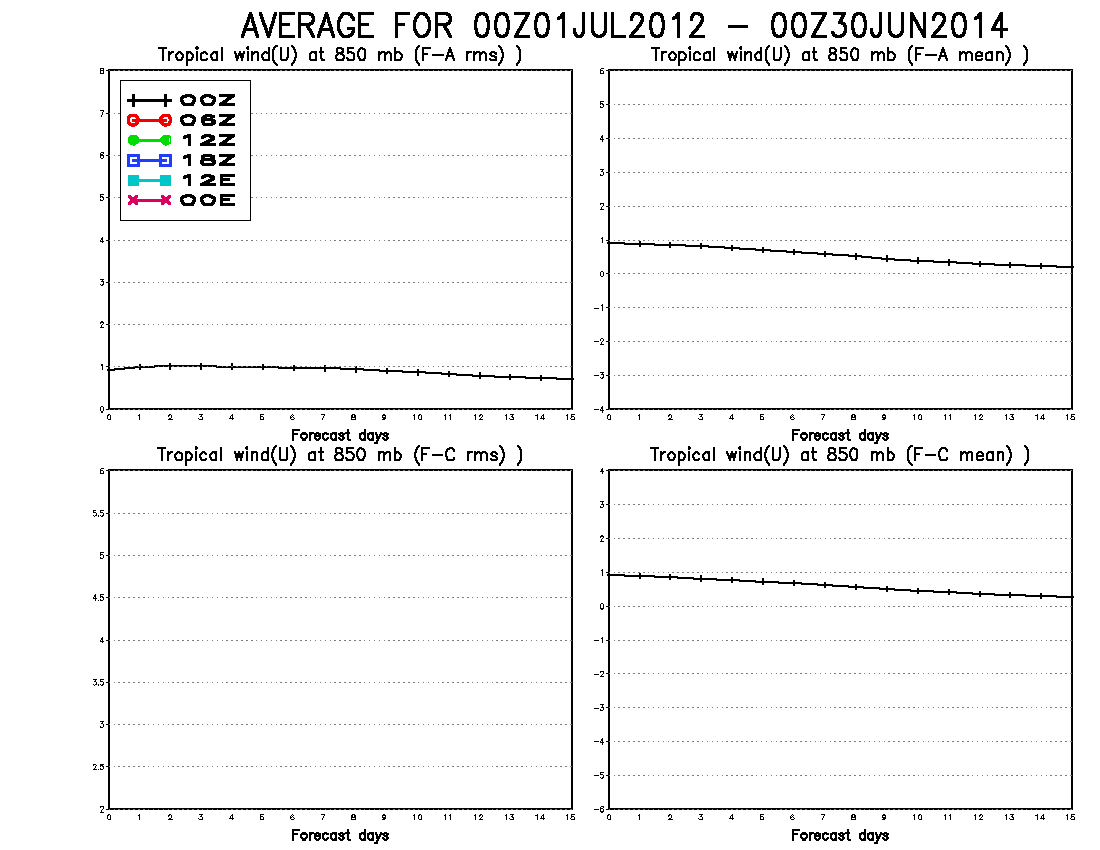 AVERAGE FOR 00Z01JUL2012 – 00Z30JUN2014
Tropical wind(U) at 850 mb (F–A rms) )
8
7
6
5
4
3
2
1
0
00Z
06Z
12Z
18Z
12E
00E
0 1 2 3 4 5 6 7 8 9 10 11 12 13 14 15
Forecast days
Tropical wind(U) at 850 mb (F–A mean) )
6
5
4
3
2
1
0
–1
–2
–3
–4
0 1 2 3 4 5 6 7 8 9 10 11 12 13 14 15
Forecast days
Tropical wind(U) at 850 mb (F–C rms) )
6
5.5
5
4.5
4
3.5
3
2.5
2
0 1 2 3 4 5 6 7 8 9 10 11 12 13 14 15
Forecast days
Tropical wind(U) at 850 mb (F–C mean) )
4
3
2
1
0
–1
–2
–3
–4
–5
–6
0 1 2 3 4 5 6 7 8 9 10 11 12 13 14 15
Forecast days